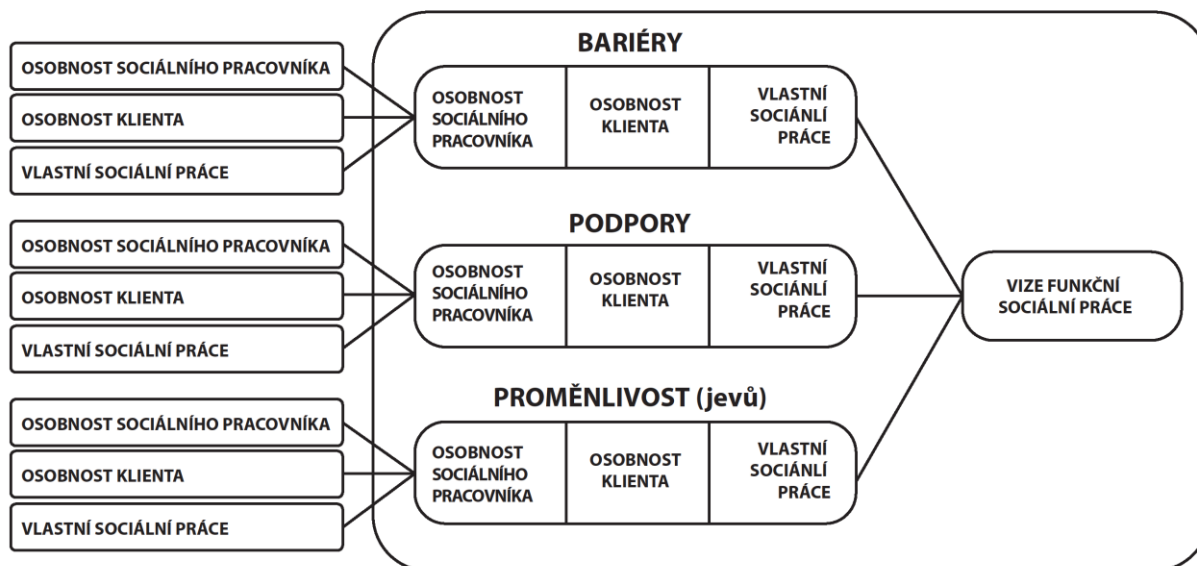 OSOBNOST SOCIÁLNÍHO PRACOVNÍKA
OSOBNOST KLIENTA
VLASTNÍ SOCIÁLNÍ PRÁCE
BARIÉRY
OSOBNOST
SOCIÁLNÍHO
PRACOVNÍKA
OSOBNOST
KLIENTA
VLASTNÍ
SOCIÁNLÍ
PRÁCE
OSOBNOST SOCIÁLNÍHO PRACOVNÍKA
OSOBNOST KLIENTA
VLASTNÍ SOCIÁLNÍ PRÁCE
PODPORY
OSOBNOST
SOCIÁLNÍHO
PRACOVNÍKA
OSOBNOST
KLIENTA
VLASTNÍ
SOCIÁNLÍ
PRÁCE
OSOBNOST SOCIÁLNÍHO PRACOVNÍKA
OSOBNOST KLIENTA
VLASTNÍ SOCIÁLNÍ PRÁCE
PROMĚNLIVOST (jevů)
OSOBNOST
SOCIÁLNÍHO
PRACOVNÍKA
OSOBNOST
KLIENTA
VLASTNÍ
SOCIÁNLÍ
PRÁCE
VIZE FUNKČNÍ
SOCIÁLNÍ PRÁCE